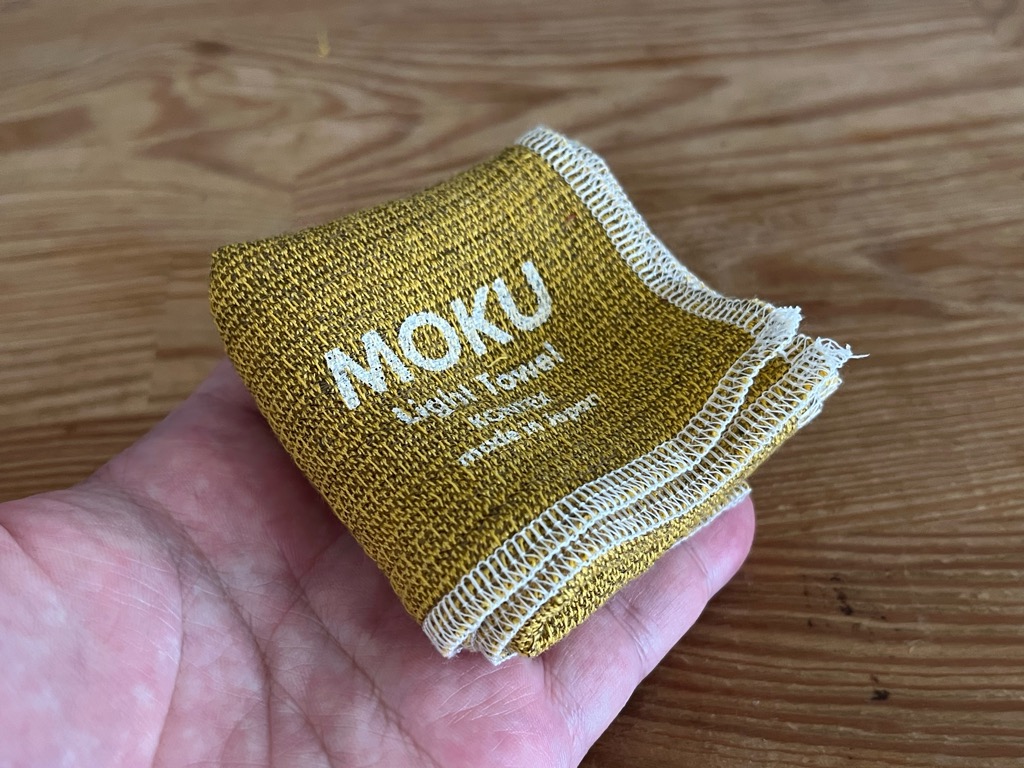 MOKU
Light Towel
KONTEX
made in Japan